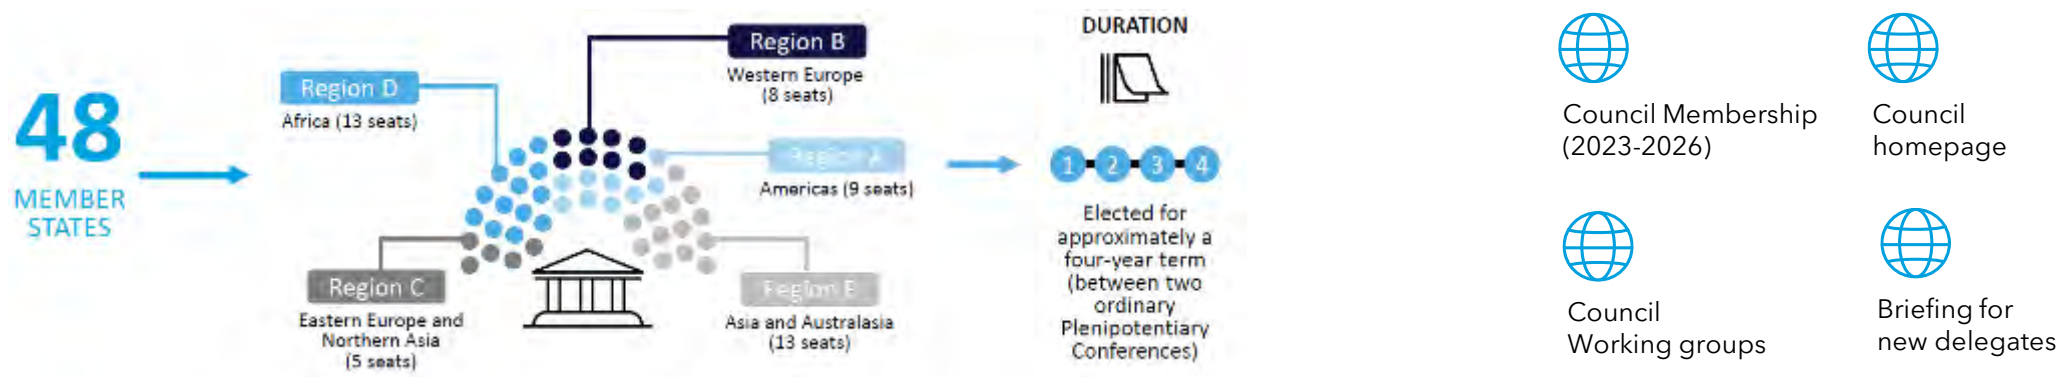 48
MEMBER
STATES
Region D
Africa (13 seats)
Region B
Western Europe
(8 seats)
Region A
Americas (9 seats)
Region C
Eastern Europe and
Northern Asia
(5 seats)
Region E
Asia and Australasia
(13 seats)
DURATION
1 2 3 4
Elected for
approximately a
four-year term
(between two
ordinary
Plenipotentiary
Conferences)
Council Membership
(2023-2026)
Council
homepage
Council
Working groups
Briefing for
new delegates